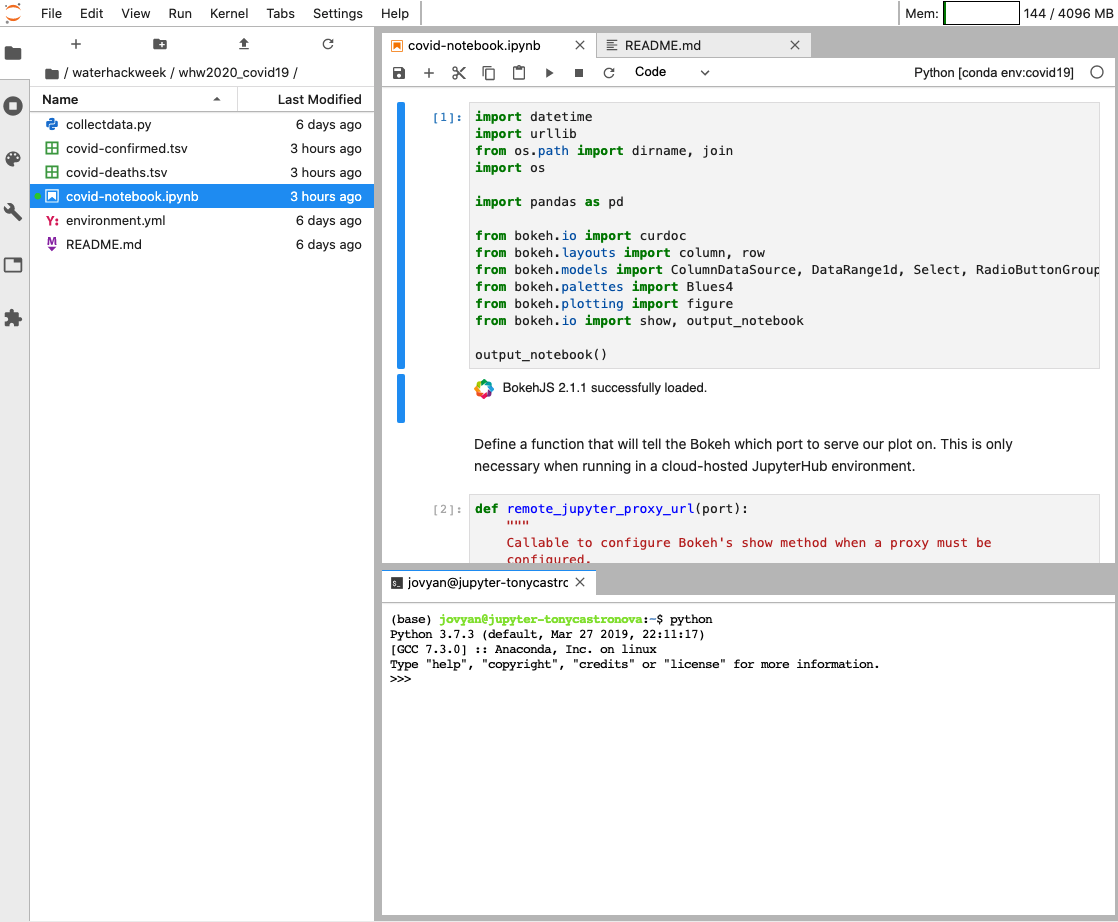 File Edit View Run Kernel Tabs Settings Help
Mem: 144 / 4096 MB
/ waterhackweek / whw2020_covid19 /
Name Last Modified
collectdata.py 6 days ago
covid-confirmed.tsv 3 hours ago
covid-deaths.tsv 3 hours ago
covid-notebook.ipynb 3 hours ago
environment.yml 6 days ago
README.md 6 days ago
covid-notebook.ipynb README.md
Code Python [conda env:covid19]
[1]: import datetime
import urllib
from os.path import dirname, join
import os
import pandas as pd
from bokeh.io import curdoc
from bokeh.layouts import column, row
from bokeh.models import ColumnDataSource, DataRange1d, Select, RadioButtonGroup
from bokeh.palettes import Blues4
from bokeh.plotting import figure
from bokeh.io import show, output_notebook
output_notebook()
BokehJS 2.1.1 successfully loaded.
Define a function that will tell the Bokeh which port to serve our plot on. This is only
necessary when running in a cloud-hosted JupyterHub environment.
[2]: def remote_jupyter_proxy_url(port):
"""
Callable to configure Bokeh's show method when a proxy must be
configured.
jovyan@jupyter-tonycastro
(base) jovyan@jupyter-tonycastronova:~$ python
Python 3.7.3 (default, Mar 27 2019, 22:11:17)
[GCC 7.3.0] :: Anaconda, Inc. on linux
Type "help", "copyright", "credits" or "license" for more information.
>>>